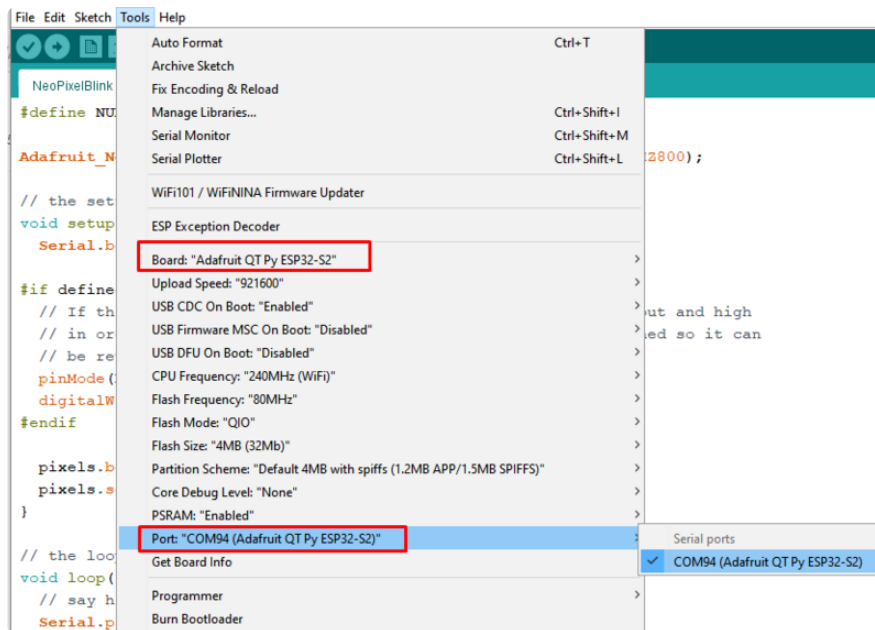 File Edit Sketch Tools Help
NeoPixelBlink
#define
Adafruit_N
// the set
void setup
Serial.b
#if define
// If th
// in or
// be re
pinMode(
digitalW
#endif
pixels.b
pixels.s
}
// the loo
void loop(
// say h
Serial.p
Auto Format Ctrl+T
Archive Sketch
Fix Encoding & Reload
Manage Libraries... Ctrl+Shift+I
Serial Monitor Ctrl+Shift+M
Serial Plotter Ctrl+Shift+L
WiFi101 / WiFiNINA Firmware Updater
ESP Exception Decoder
Board: "Adafruit QT Py ESP32-S2"
Upload Speed: "921600"
USB CDC On Boot: "Enabled"
USB Firmware MSC On Boot: "Disabled"
USB DFU On Boot: "Disabled"
CPU Frequency: "240MHz (WiFi)"
Flash Frequency: "80MHz"
Flash Mode: "QIO"
Flash Size: "4MB (32Mb)"
Partition Scheme: "Default 4MB with spiffs (1.2MB APP/1.5MB SPIFFS)"
Core Debug Level: "None"
PSRAM: "Enabled"
Port: "COM94 (Adafruit QT Py ESP32-S2)"
Get Board Info
Programmer
Burn Bootloader
Z800);
ut and high
ed so it can
Serial ports
COM94 (Adafruit QT Py ESP32-S2)